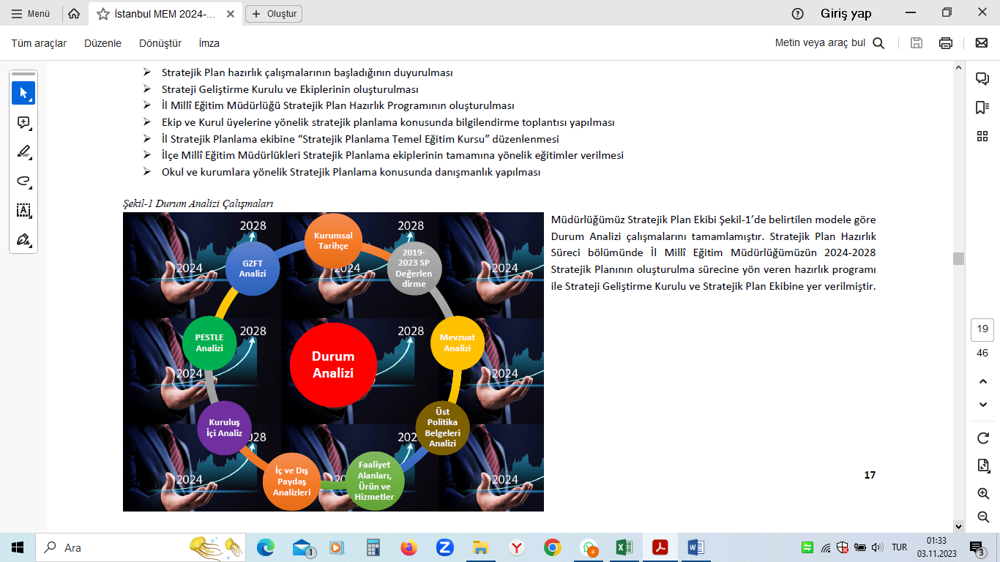 Menü
İstanbul MEM 2024-...
Oluştur
Giriş yap
Tüm araçlar
Düzenle
Dönüştür
İmza
Metin veya araç bul
Stratejik Plan hazırlık çalışmalarının başladığının duyurulması
Strateji Geliştirme Kurulu ve Ekiplerinin oluşturulması
İl Millî Eğitim Müdürlüğü Stratejik Plan Hazırlık Programının oluşturulması
Ekip ve Kurul üyelerine yönelik stratejik planlama konusunda bilgilendirme toplantısı yapılması
İl Stratejik Planlama ekibine “Stratejik Planlama Temel Eğitim Kursu” düzenlenmesi
İlçe Millî Eğitim Müdürlükleri Stratejik Planlama ekiplerinin tamamına yönelik eğitimler verilmesi
Okul ve kurumlara yönelik Stratejik Planlama konusunda danışmanlık yapılması
Şekil-1 Durum Analizi Çalışmaları
2028
2028
Kurumsal
Tarihçe
2019-
2023 SP
Değerlen
dirme
GZFT
Analizi
2024
2024
2024
PESTLE
Analizi
2028
2028
Mevzuat
Analizi
Durum
Analizi
2024
2024
Kuruluş
İçi Analiz
028
202
Üst
Politika
Belgeleri
Analizi
2024
İç ve Dış
Paydaş
Analizleri
20
Faaliyet
Alanları,
Ürün ve
Hizmetler
2024
Müdürlüğümüz Stratejik Plan Ekibi Şekil-1’de belirtilen modele göre
Durum Analizi çalışmalarını tamamlamıştır. Stratejik Plan Hazırlık
Süreci bölümünde İl Millî Eğitim Müdürlüğümüzün 2024-2028
Stratejik Planının oluşturulma sürecine yön veren hazırlık programı
ile Strateji Geliştirme Kurulu ve Stratejik Plan Ekibine yer verilmiştir.
17
19
46
Ara
1
a
TUR
01:33
03.11.2023
3